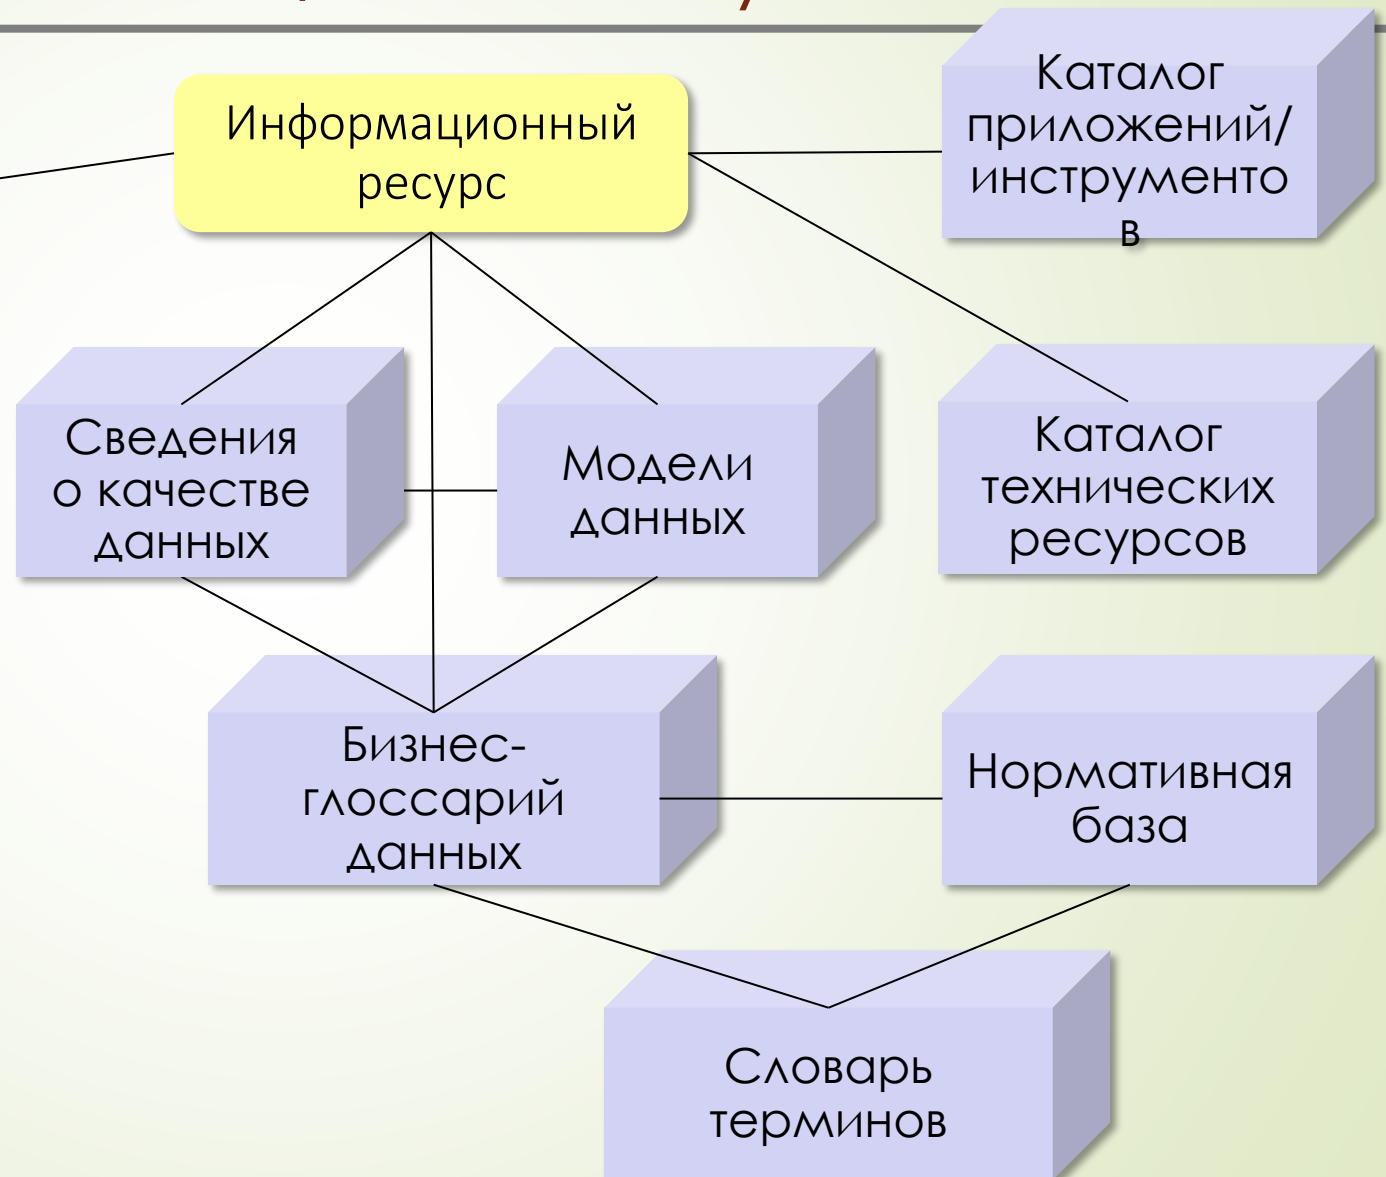 Информационный
ресурс
Каталог
приложений/
инструменто
в
Сведения
о качестве
данных
Модели
данных
Каталог
технических
ресурсов
Бизнес-
глоссарий
данных
Нормативная
база
Словарь
терминов